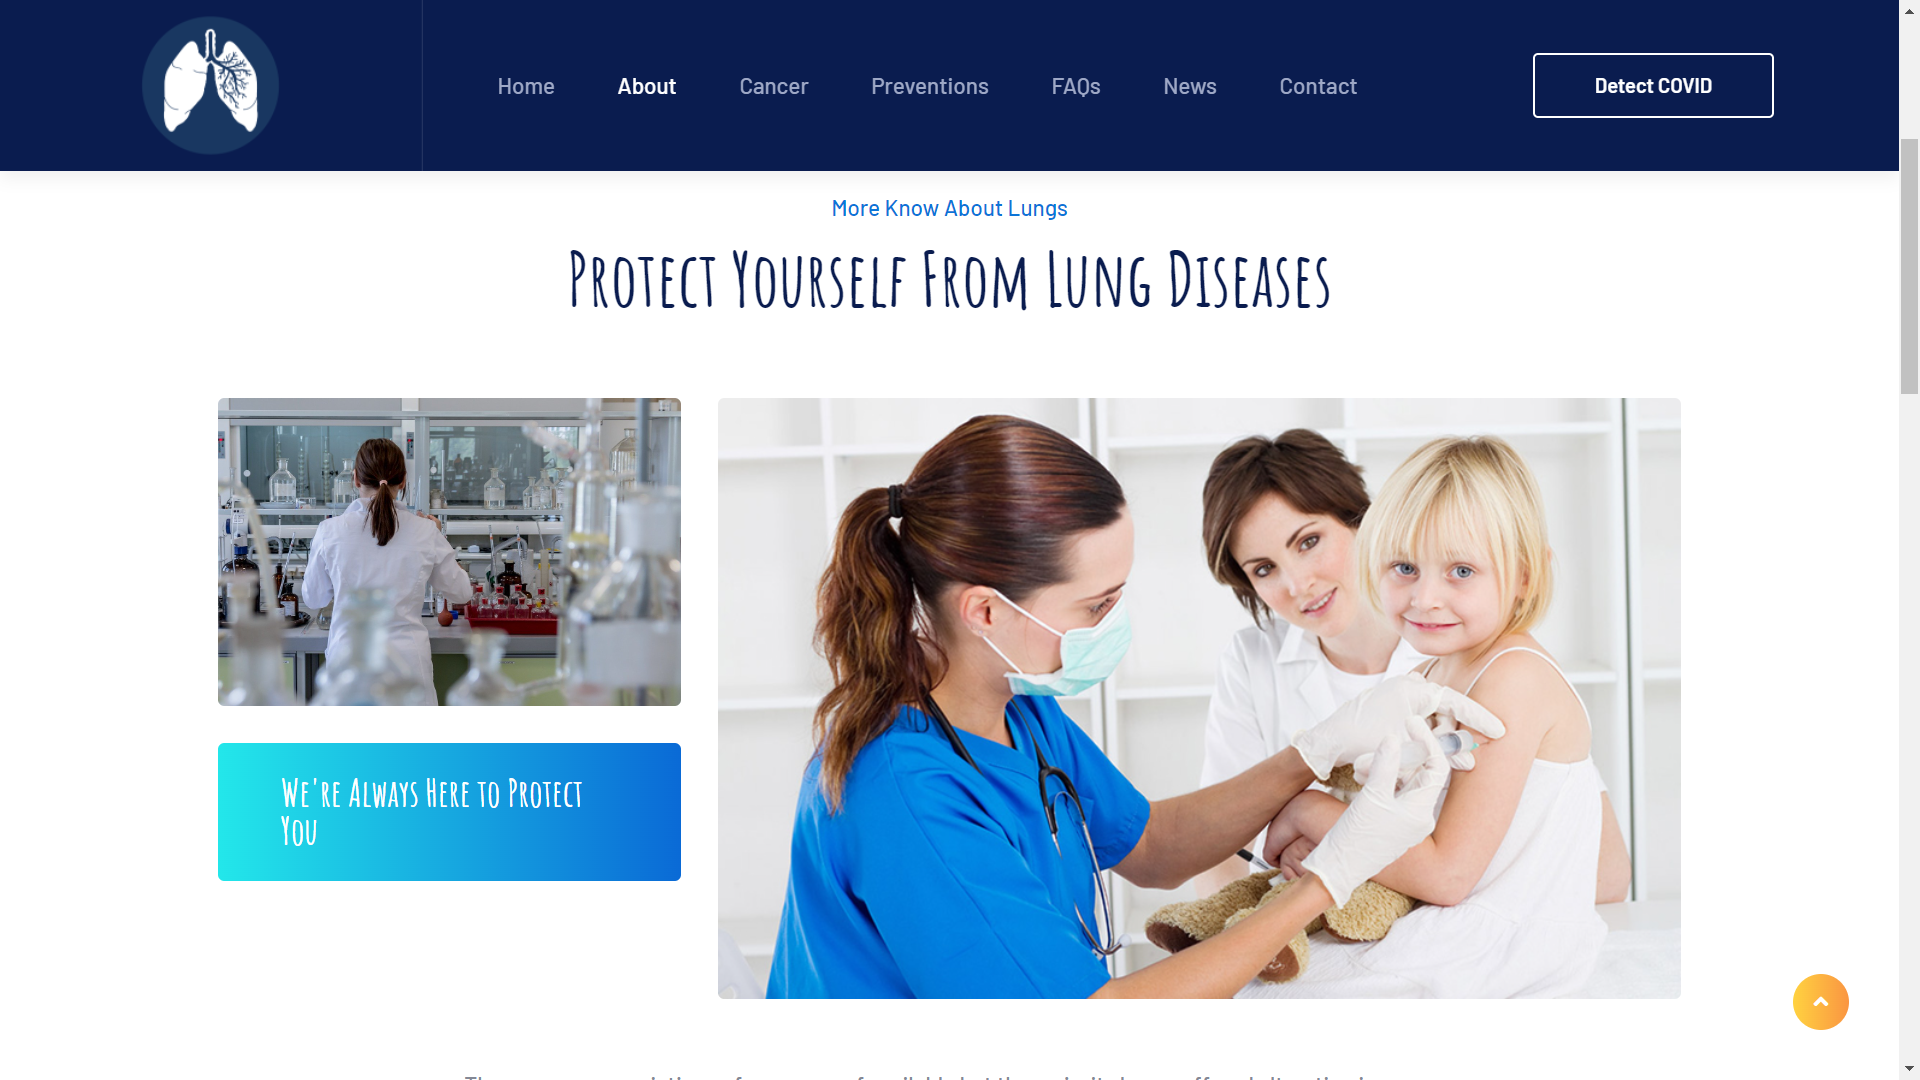 Home
About
Cancer
Preventions
FAQs
News
Contact
Detect COVID
More Know About Lungs
Protect Yourself From Lung Diseases
We're Always Here to Protect
You